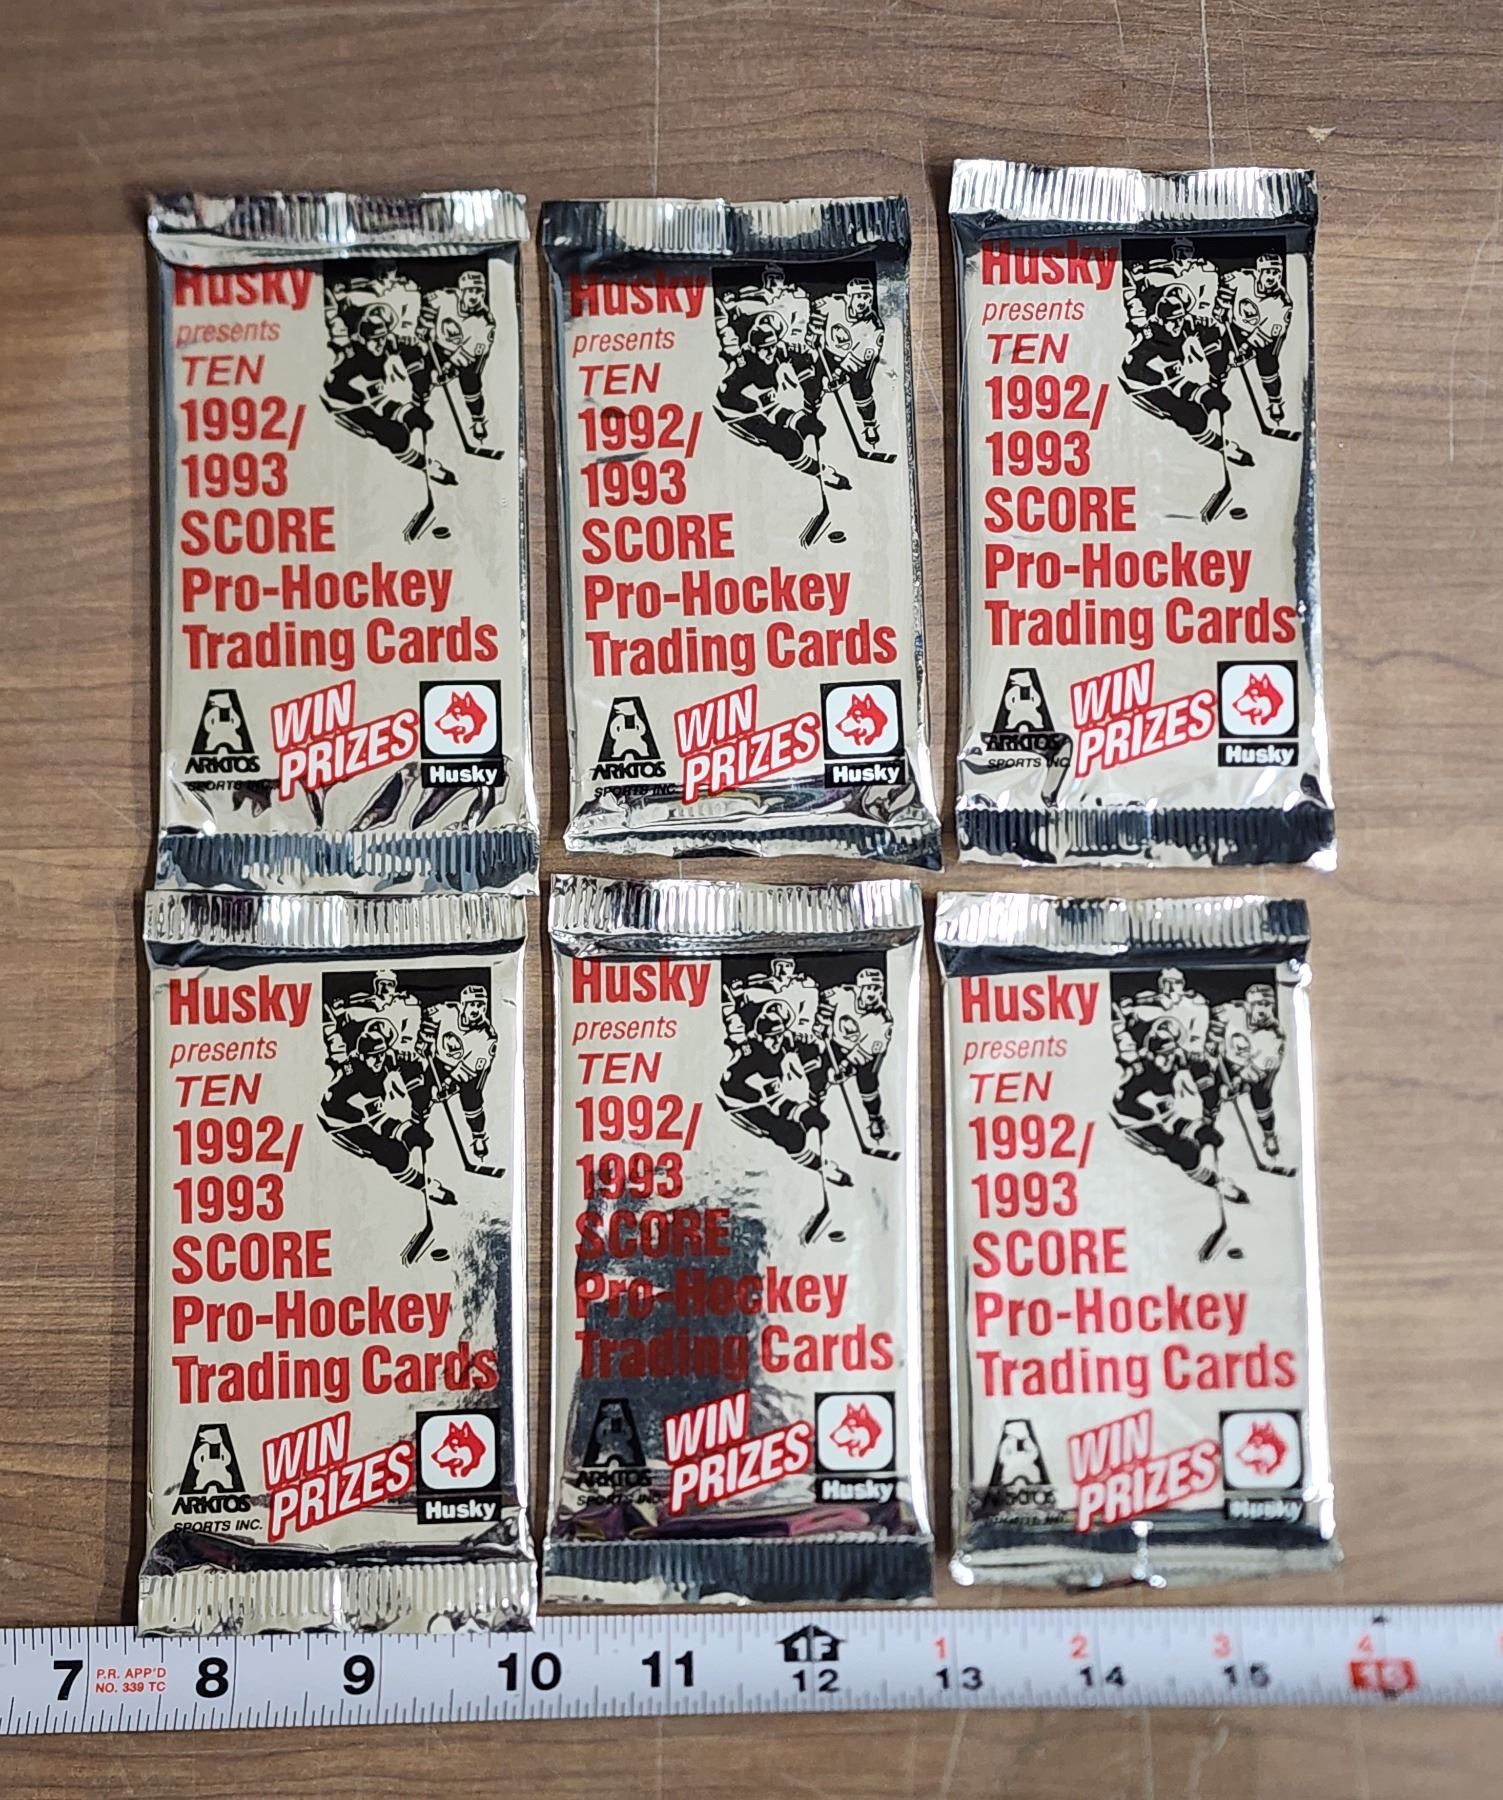 Husky
presents
TEN
1992/
1993
SCORE
Pro-Hockey
Trading Cards
ARKTOS
SPORTS INC.
WIN
PRIZES
Husky
Husky
presents
TEN
1992/
1993
SCORE
Pro-Hockey
Trading Cards
ARKTOS
SPORTS INC.
WIN
PRIZES
Husky
Husky
presents
TEN
1992/
1993
SCORE
Pro-Hockey
Trading Cards
ARKTOS
SPORTS INC.
WIN
PRIZES
Husky
Husky
presents
TEN
1992/
1993
SCORE
Pro-Hockey
Trading Cards
ARKTOS
SPORTS INC.
WIN
PRIZES
Husky
Husky
presents
TEN
1992/
1993
SCORE
Pro-Hockey
Trading Cards
ARKTOS
SPORTS INC.
WIN
PRIZES
Husky
Husky
presents
TEN
1992/
1993
SCORE
Pro-Hockey
Trading Cards
ARKTOS
WIN
PRIZES
Husky
1 2 3 4
7 P.R. APP'D 8 9 10 11 12 13 14 15
NO. 339 TC